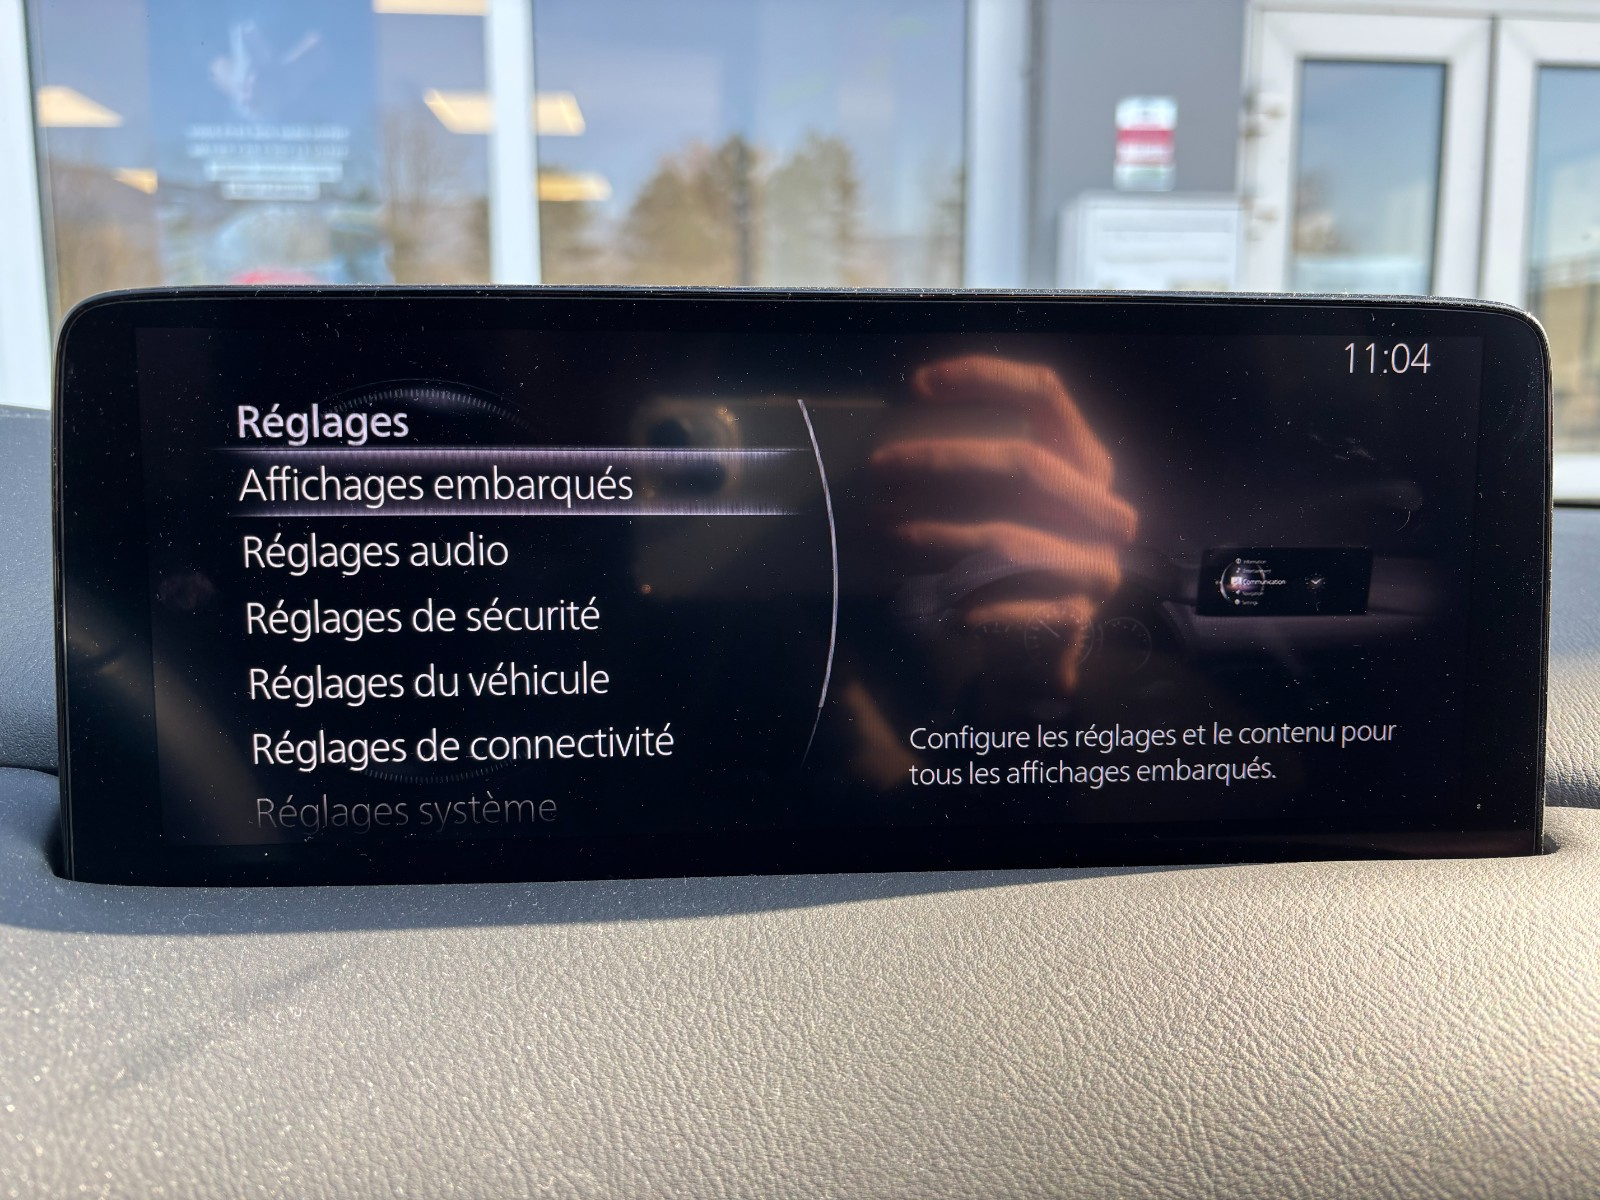 11:04
Réglages
Affichages embarqués
Réglages audio
Réglages de sécurité
Réglages du véhicule
Réglages de connectivité
Réglages système
Communication
Configure les réglages et le contenu pour
tous les affichages embarqués.